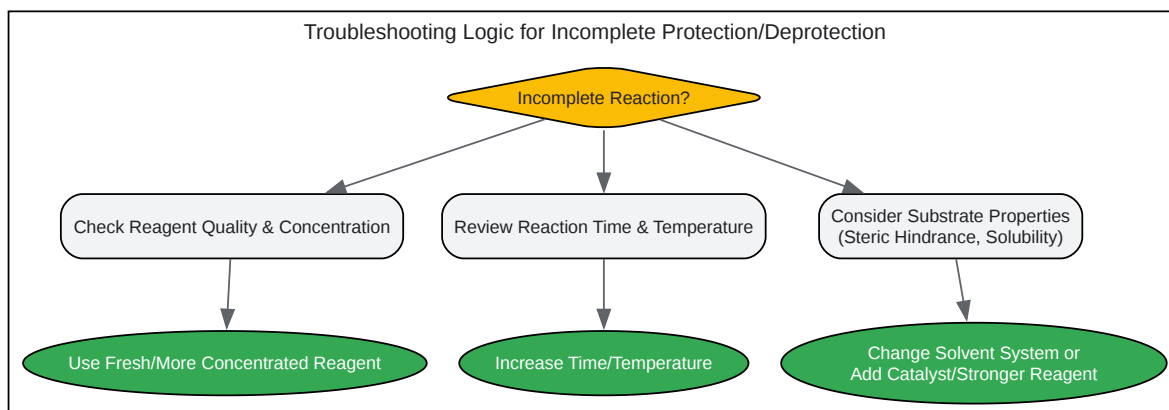 Troubleshooting Logic for Incomplete Protection/Deprotection
Incomplete Reaction?
Check Reagent Quality & Concentration
Review Reaction Time & Temperature
Consider Substrate Properties
(Steric Hindrance, Solubility)
Use Fresh/More Concentrated Reagent
Increase Time/Temperature
Change Solvent System or
Add Catalyst/Stronger Reagent